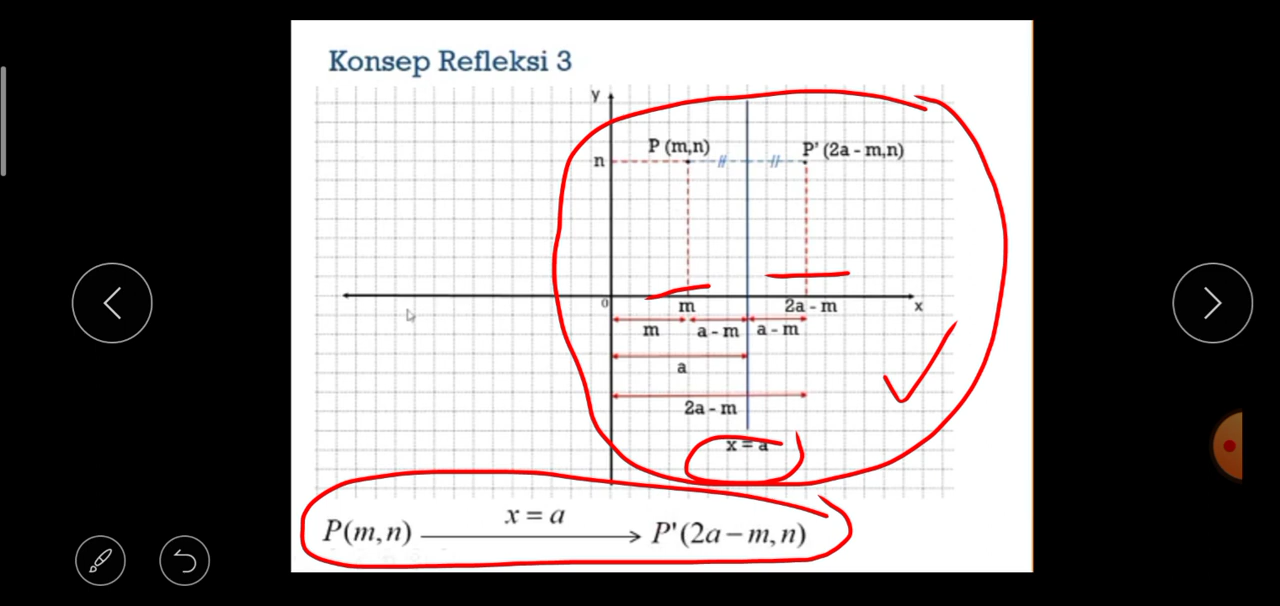 Konsep Refleksi 3
y
P (m,n) P' (2a - m,n)
n
0 m 2a - m x
m a - m a - m
a
2a - m
x = a
x = a
P(m,n) P'(2a − m,n)